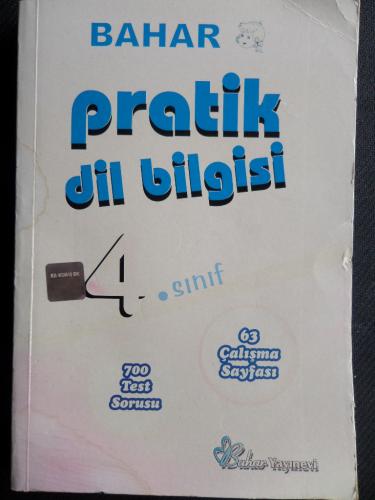 BAHAR
pratik
dil bilgisi
4.sınıf
63
Çalışma
Sayfası
700
Test
Sorusu
Bahar Yayınevi